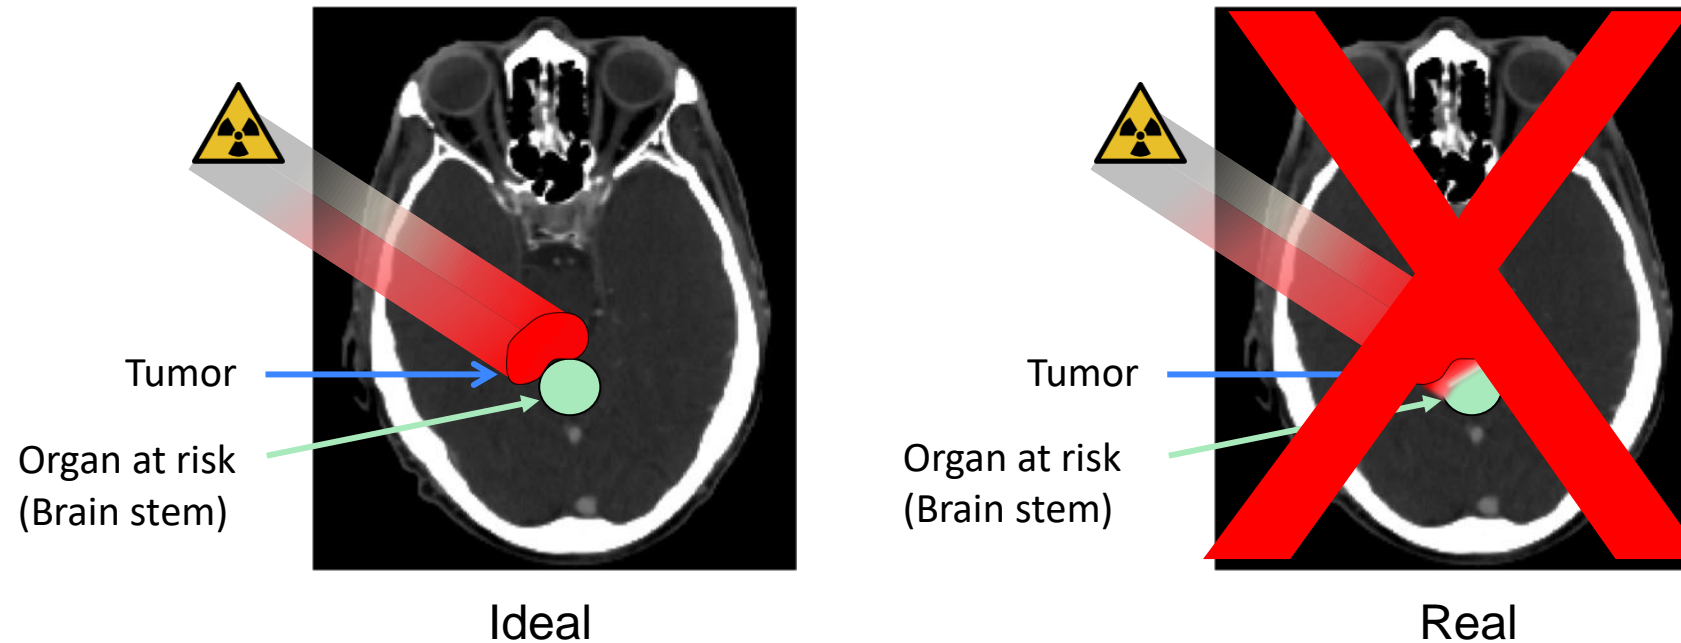 Tumor
Organ at risk
(Brain stem)
Ideal
Tumor
Organ at risk
(Brain stem)
Real